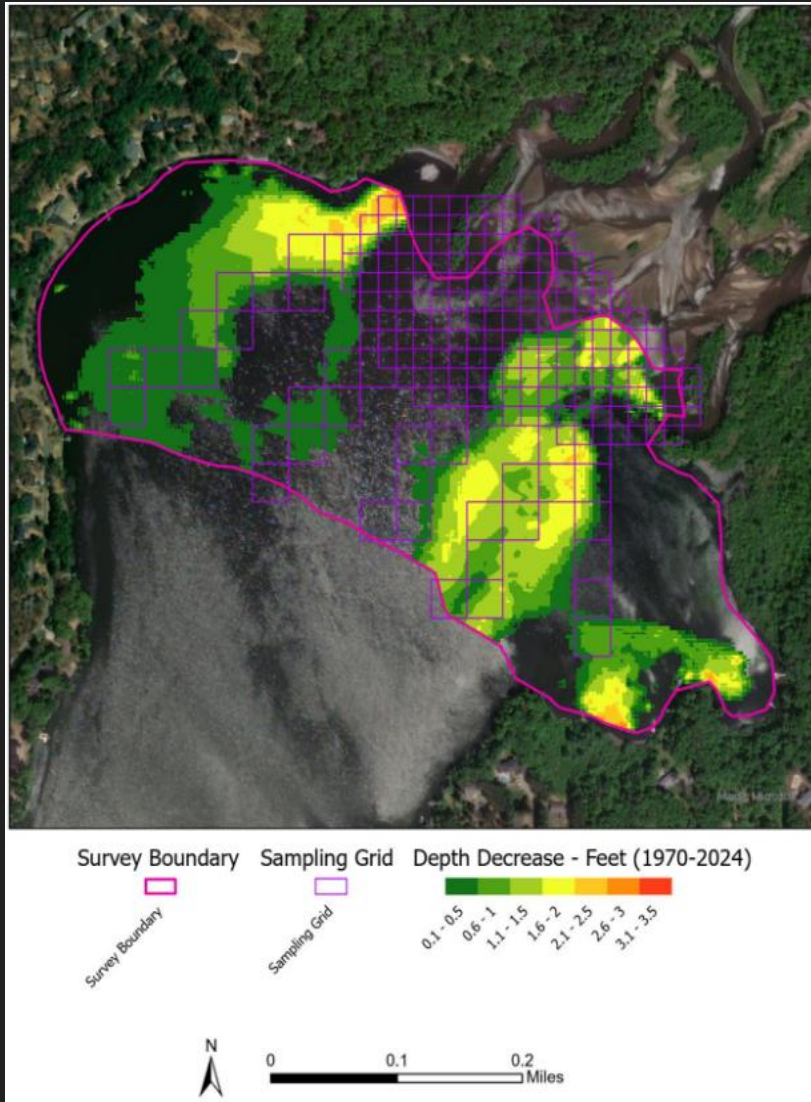 Survey Boundary Sampling Grid Depth Decrease - Feet (1970-2024)
Survey Boundary
Sampling Grid
0.1 - 0.5
0.6 - 1
1.1 - 1.5
1.6 - 2
2.1 - 2.5
2.6 - 3
3.1 - 3.5
N
0 0.1 0.2
Miles